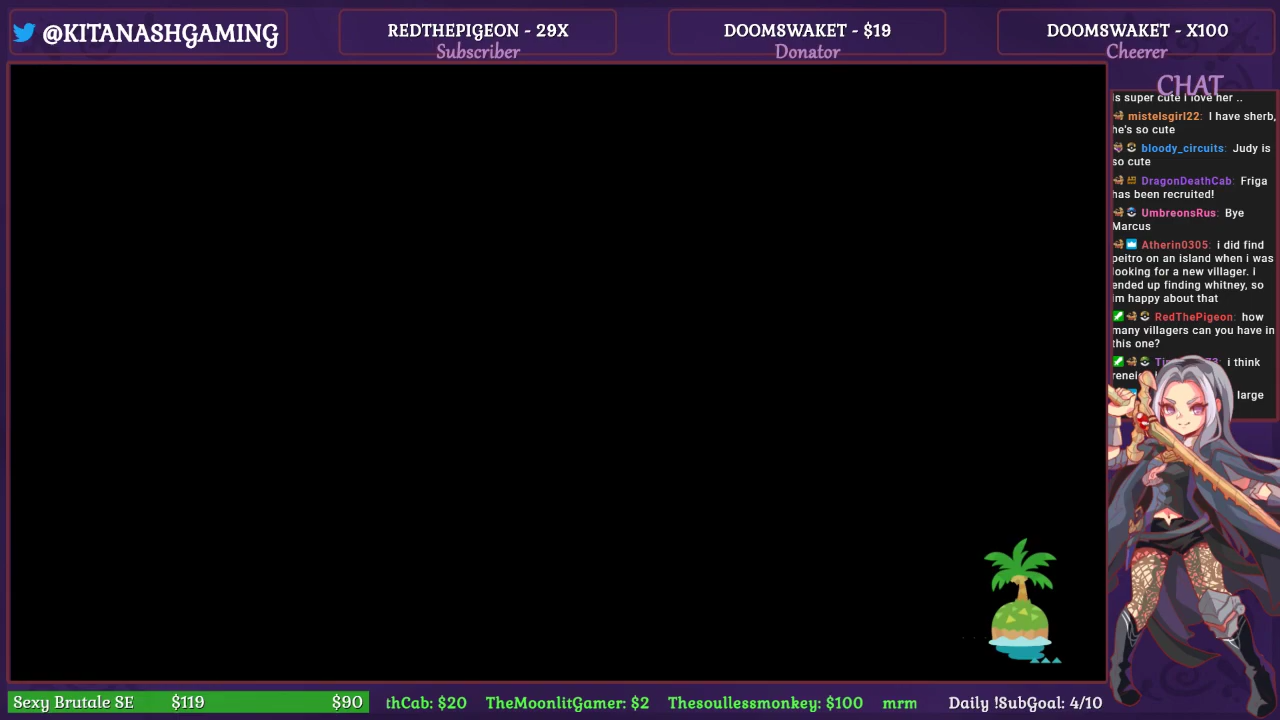 @KITANASHGAMING
REDTHEPIGEON - 29X
Subscriber
DOOMSWAKET - $19
Donator
DOOMSWAKET - X100
Cheerer
CHAT
is super cute i love her ..
mistelsgirl22: I have sherb,
he's so cute
bloody_circuits: Judy is
so cute
DragonDeathCab: Friga
has been recruited!
UmbreonsRus: Bye
Marcus
Atherin0305: i did find
peitro on an island when i was
looking for a new villager. i
ended up finding whitney, so
im happy about that
RedThePigeon: how
many villagers can you have in
this one?
i think
large
Sexy Brutale SE $119 $90
thCab: $20 TheMoonlitGamer: $2 Thesoullessmonkey: $100 mrm
Daily !SubGoal: 4/10